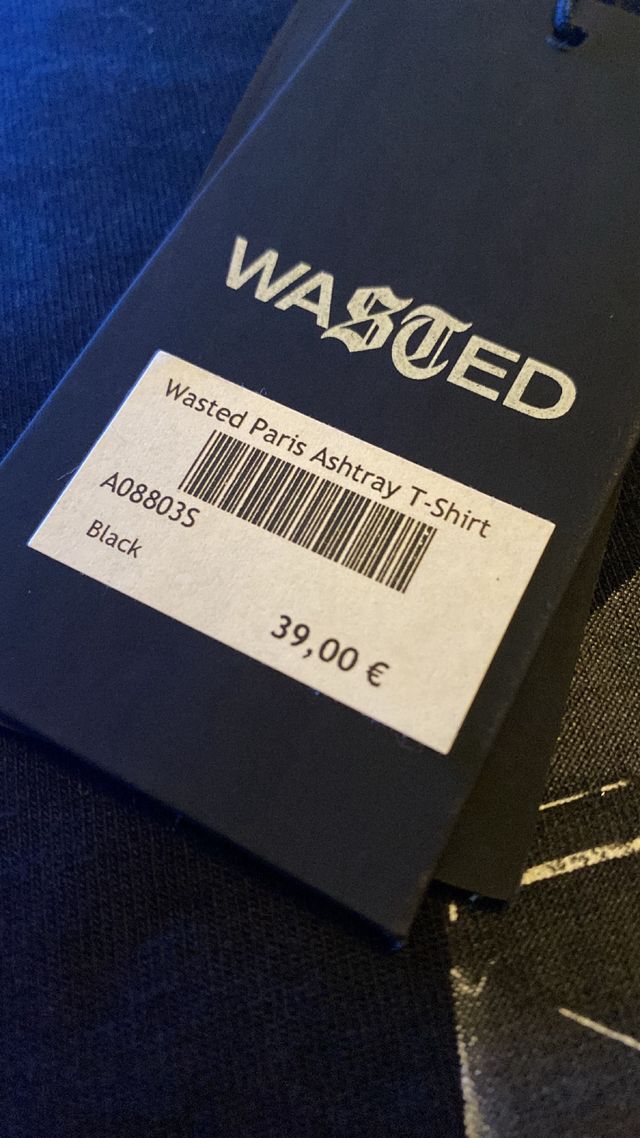 WASTED
Wasted Paris Ashtray T-Shirt
A08803S
Black
39,00 €